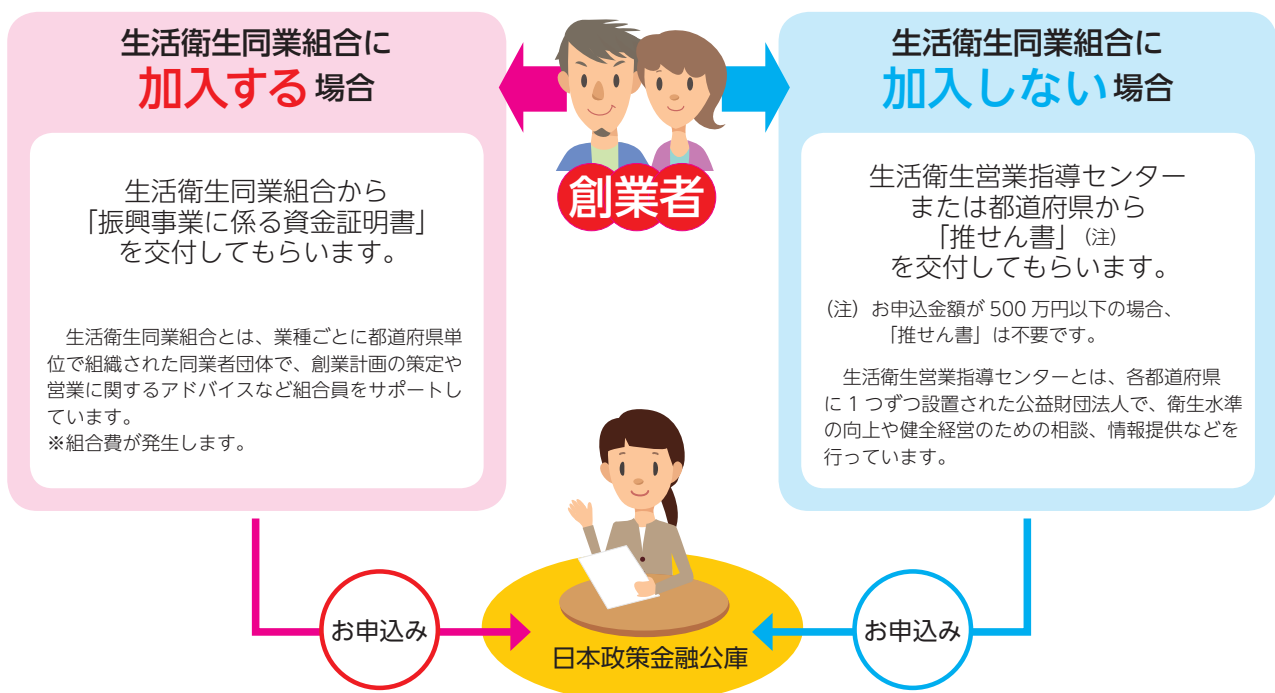 生活衛生同業組合に
加入する場合
生活衛生同業組合から
「振興事業に係る資金証明書」
を交付してもらいます。
生活衛生同業組合とは、業種ごとに都道府県単
位で組織された同業者団体で、創業計画の策定や
営業に関するアドバイスなど組合員をサポートし
ています。
※組合費が発生します。
創業者
生活衛生同業組合に
加入しない場合
生活衛生営業指導センター
または都道府県から
「推せん書」(注)
を交付してもらいます。
(注) お申込金額が 500 万円以下の場合、
「推せん書」は不要です。
生活衛生営業指導センターとは、各都道府県
に 1 つずつ設置された公益財団法人で、衛生水準
の向上や健全経営のための相談、情報提供などを
行っています。
お申込み
お申込み
日本政策金融公庫